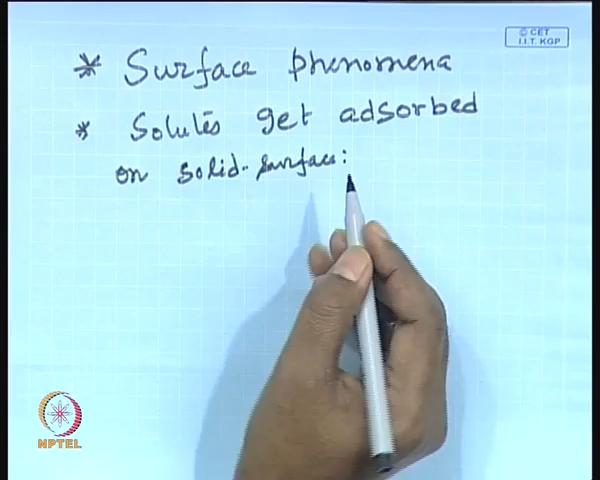 © CET
I.I.T. KGP
* Surface phenomena
* Solutes get adsorbed
on solid-surface:
NPTEL